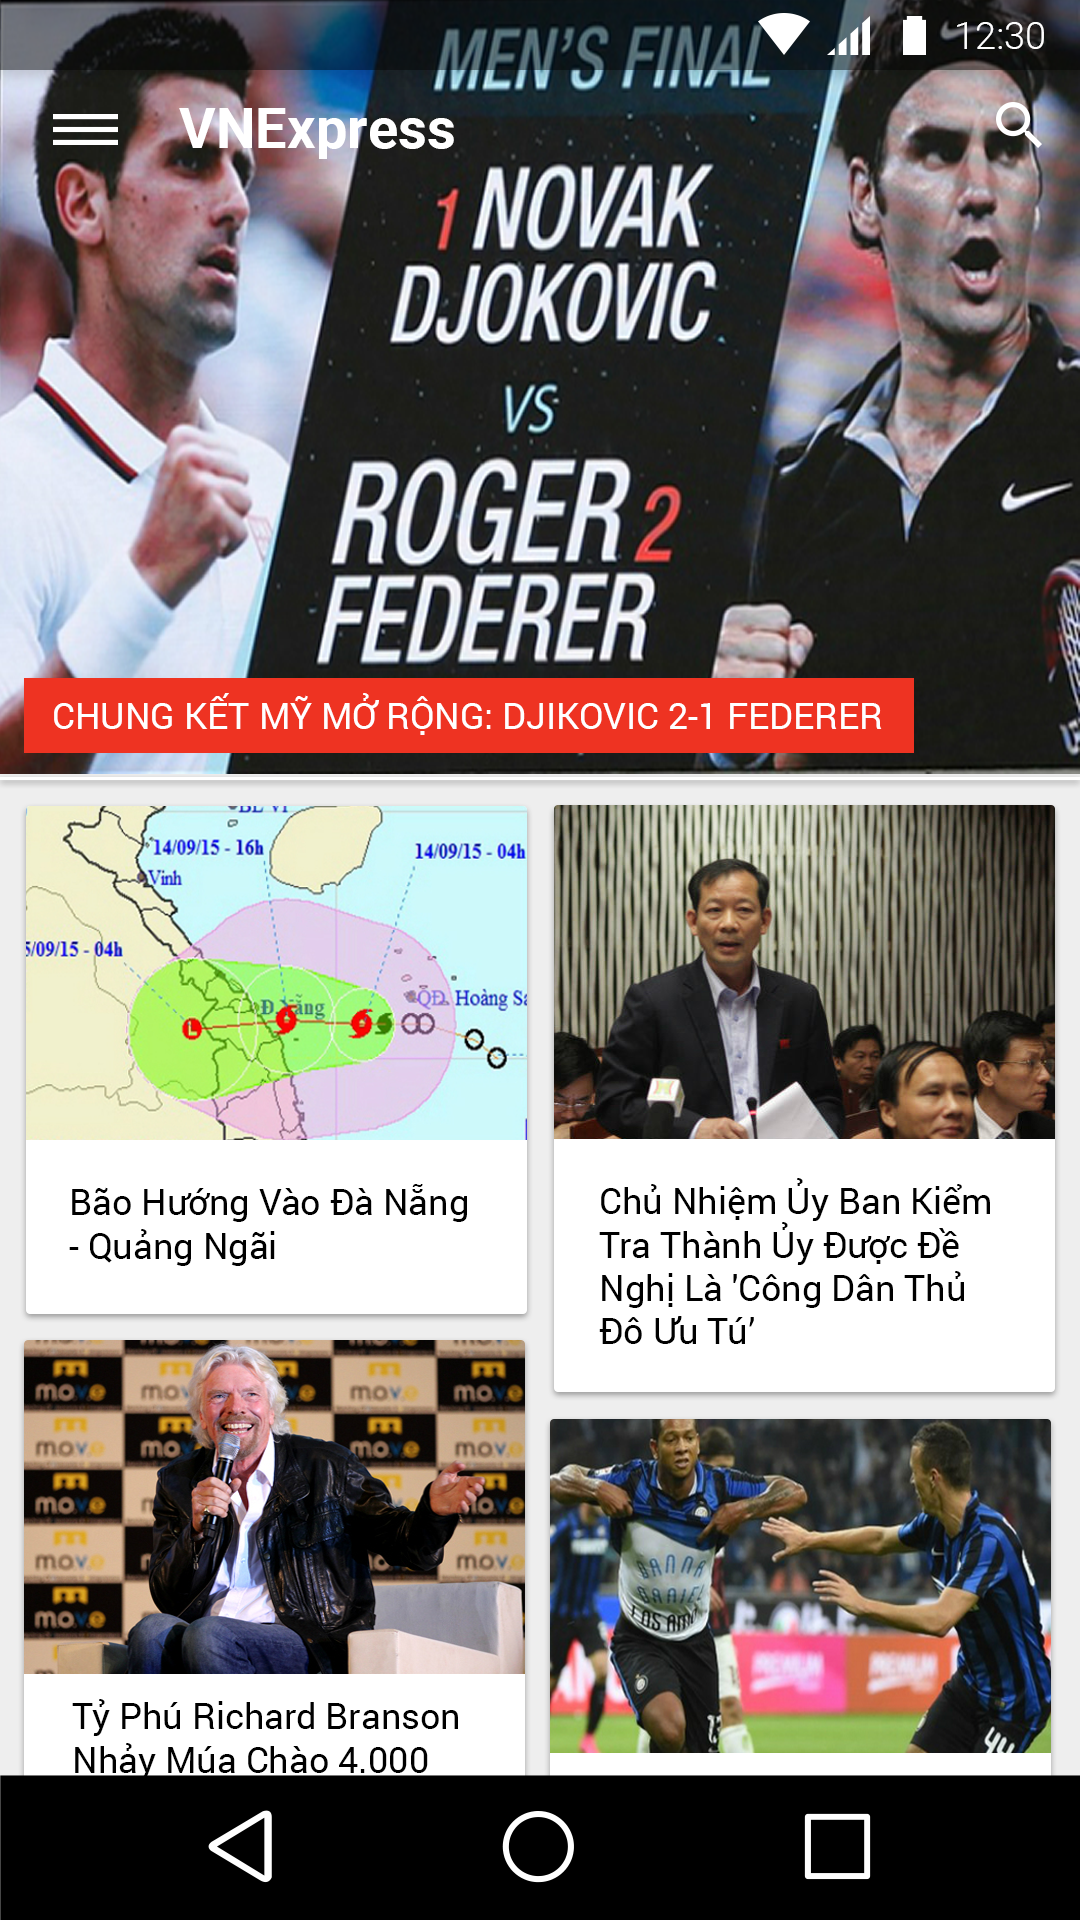 MEN'S FINAL
12:30
VNExpress
1 NOVAK
DJOKOVIC
VS
ROGER 2
FEDERER
CHUNG KẾT MỸ MỞ RỘNG: DJIKOVIC 2-1 FEDERER
14/09/15 - 16h
14/09/15 - 04h
Vinh
5/09/15 - 04h
QĐ. Hoàng Sa
L
Bão Hướng Vào Đà Nẵng
- Quảng Ngãi
Chủ Nhiệm Ủy Ban Kiểm
Tra Thành Ủy Được Đề
Nghị Là 'Công Dân Thủ
Đô Ưu Tú’
m.o.v.e
Tỷ Phú Richard Branson
Nhảy Múa Chào 4.000
PREMIUM
PREMIUM
44